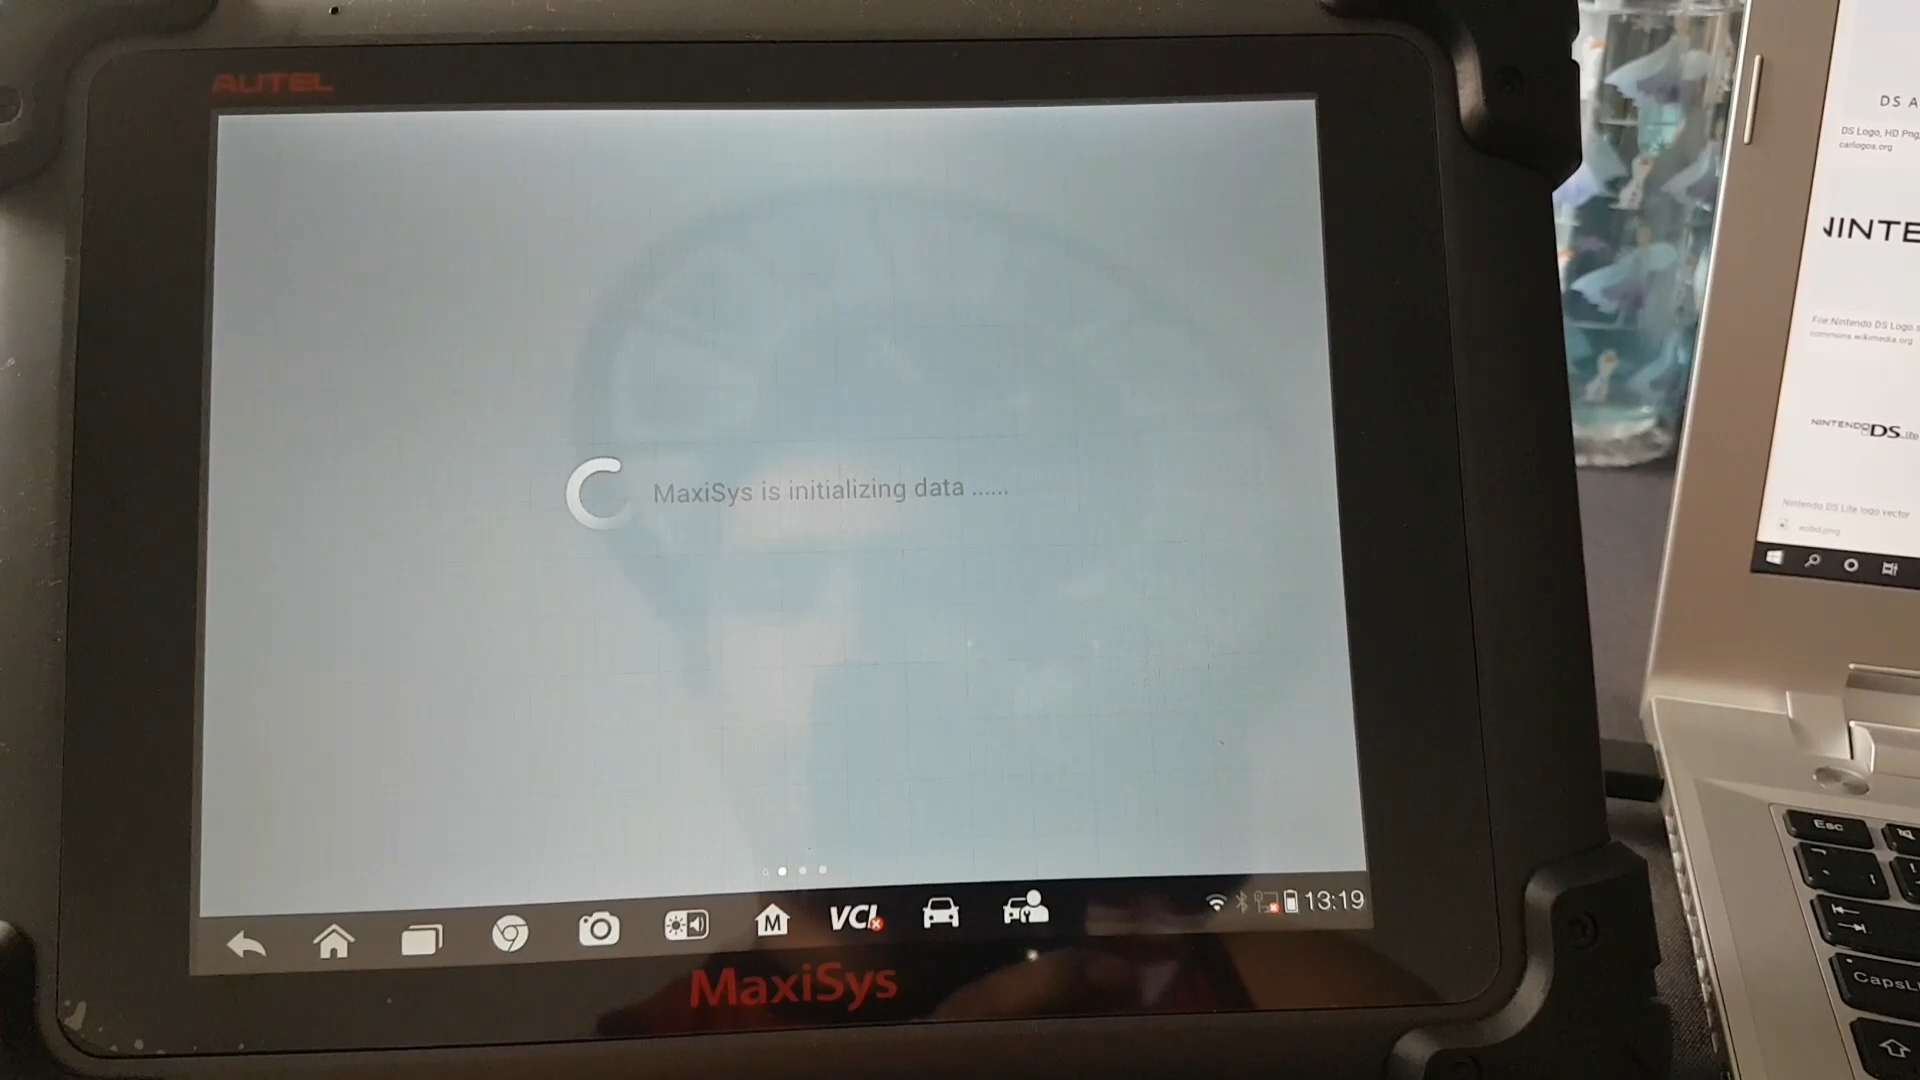 AUTEL
MaxiSys is initializing data ......
VCI
13:19
MaxiSys
DS A
DS Logo, HD Png
carlogos.org
NINTE
File Nintendo DS Logo s
commons.wikimedia.org
NINTENDO DS Lite
Nintendo DS Lite logo vector
Esc
CapsL